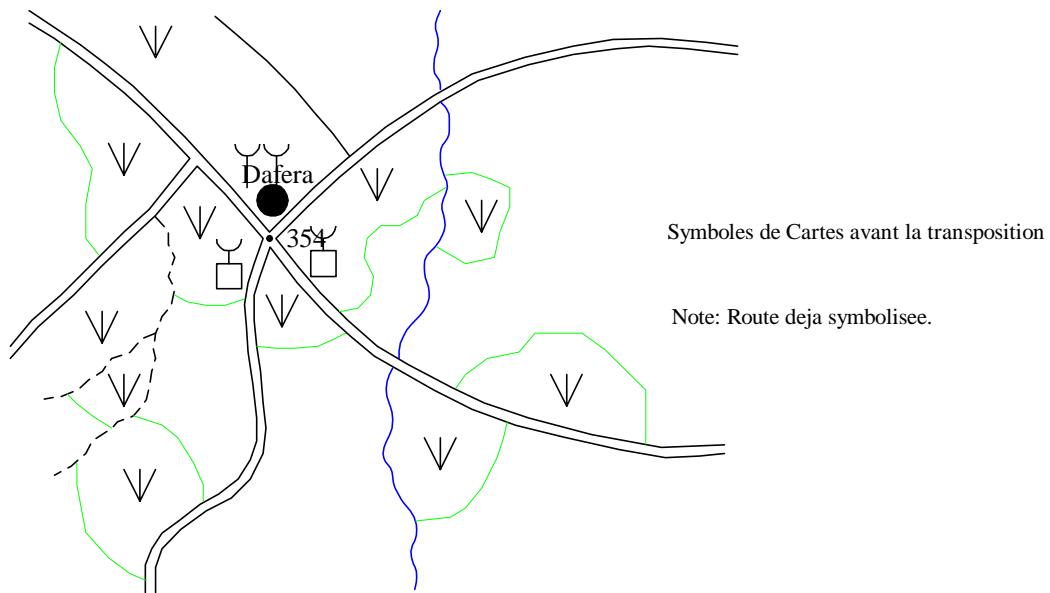 Dafera
354
Symboles de Cartes avant la transposition
Note: Route deja symbolisee.